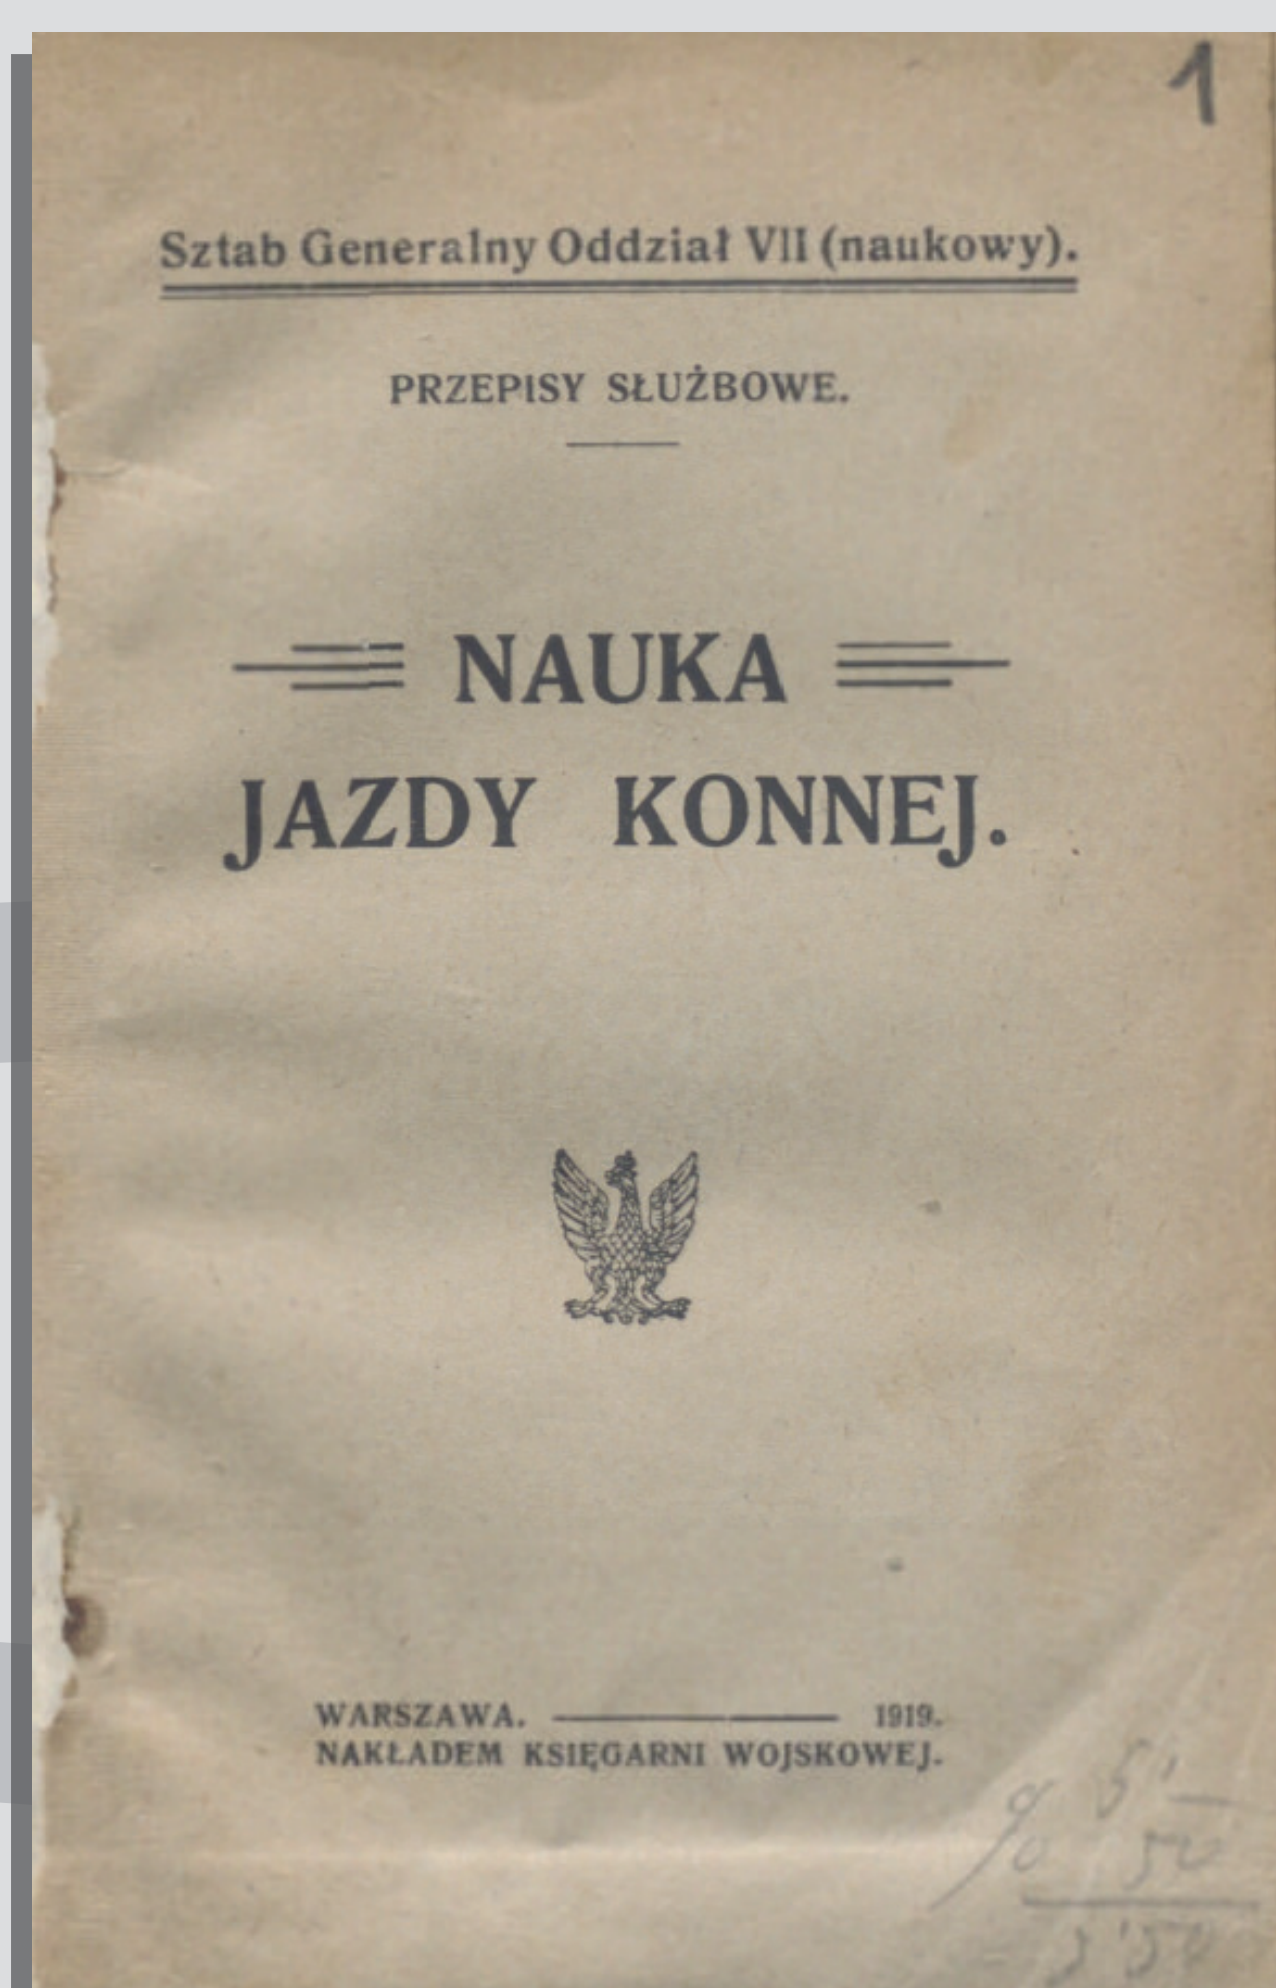 1
Sztab Generalny Oddział VII (naukowy).
PRZEPISY SŁUŻBOWE.
NAUKA
JAZDY KONNEJ.
WARSZAWA. 1919.
NAKŁADEM KSIĘGARNI WOJSKOWEJ.